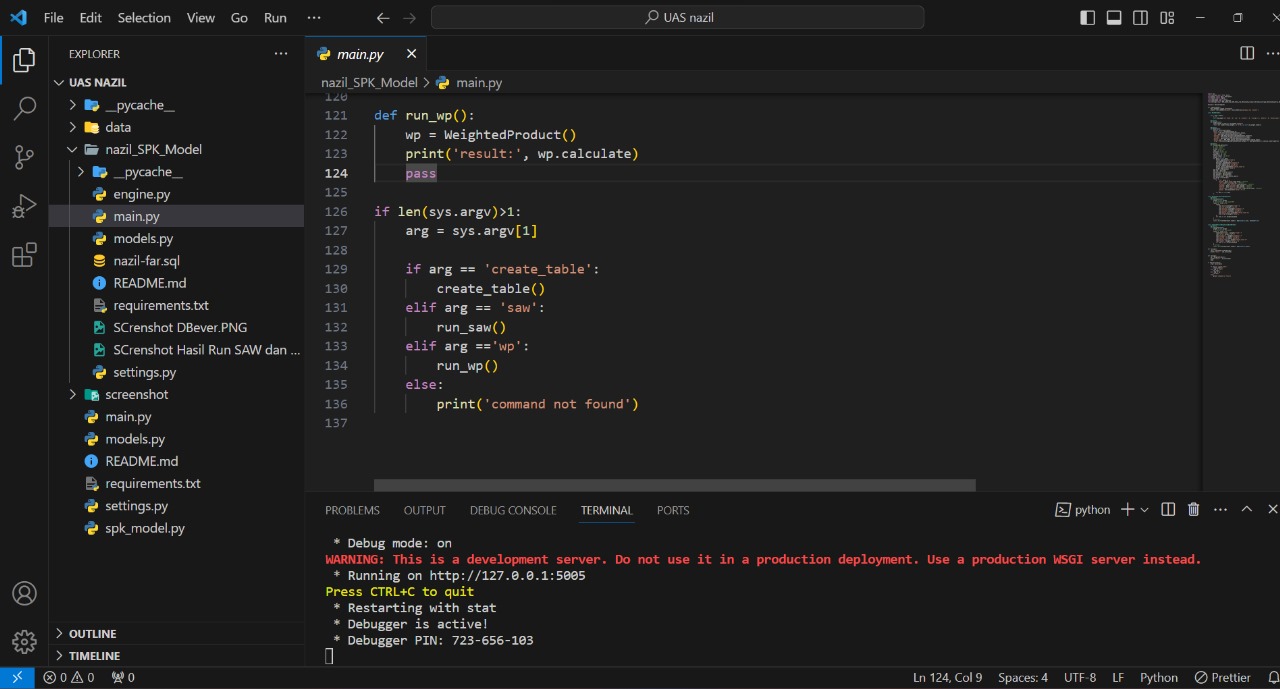 File Edit Selection View Go Run ··· UAS nazil
EXPLORER ···
UAS NAZIL
__pycache__
data
nazil_SPK_Model
__pycache__
engine.py
main.py
models.py
nazil-far.sql
README.md
requirements.txt
SCrenshot DBever.PNG
SCrenshot Hasil Run SAW dan ...
settings.py
screenshot
main.py
models.py
README.md
requirements.txt
settings.py
spk_model.py
OUTLINE
TIMELINE
main.py
nazil_SPK_Model > main.py
120
121 def run_wp():
122     wp = WeightedProduct()
123     print('result:', wp.calculate)
124     pass
125
126 if len(sys.argv)>1:
127     arg = sys.argv[1]
128
129     if arg == 'create_table':
130         create_table()
131     elif arg == 'saw':
132         run_saw()
133     elif arg =='wp':
134         run_wp()
135     else:
136         print('command not found')
137
PROBLEMS OUTPUT DEBUG CONSOLE TERMINAL PORTS python
* Debug mode: on
WARNING: This is a development server. Do not use it in a production deployment. Use a production WSGI server instead.
* Running on http://127.0.0.1:5005
Press CTRL+C to quit
* Restarting with stat
* Debugger is active!
* Debugger PIN: 723-656-103
0 0 0 Ln 124, Col 9 Spaces: 4 UTF-8 LF Python Prettier